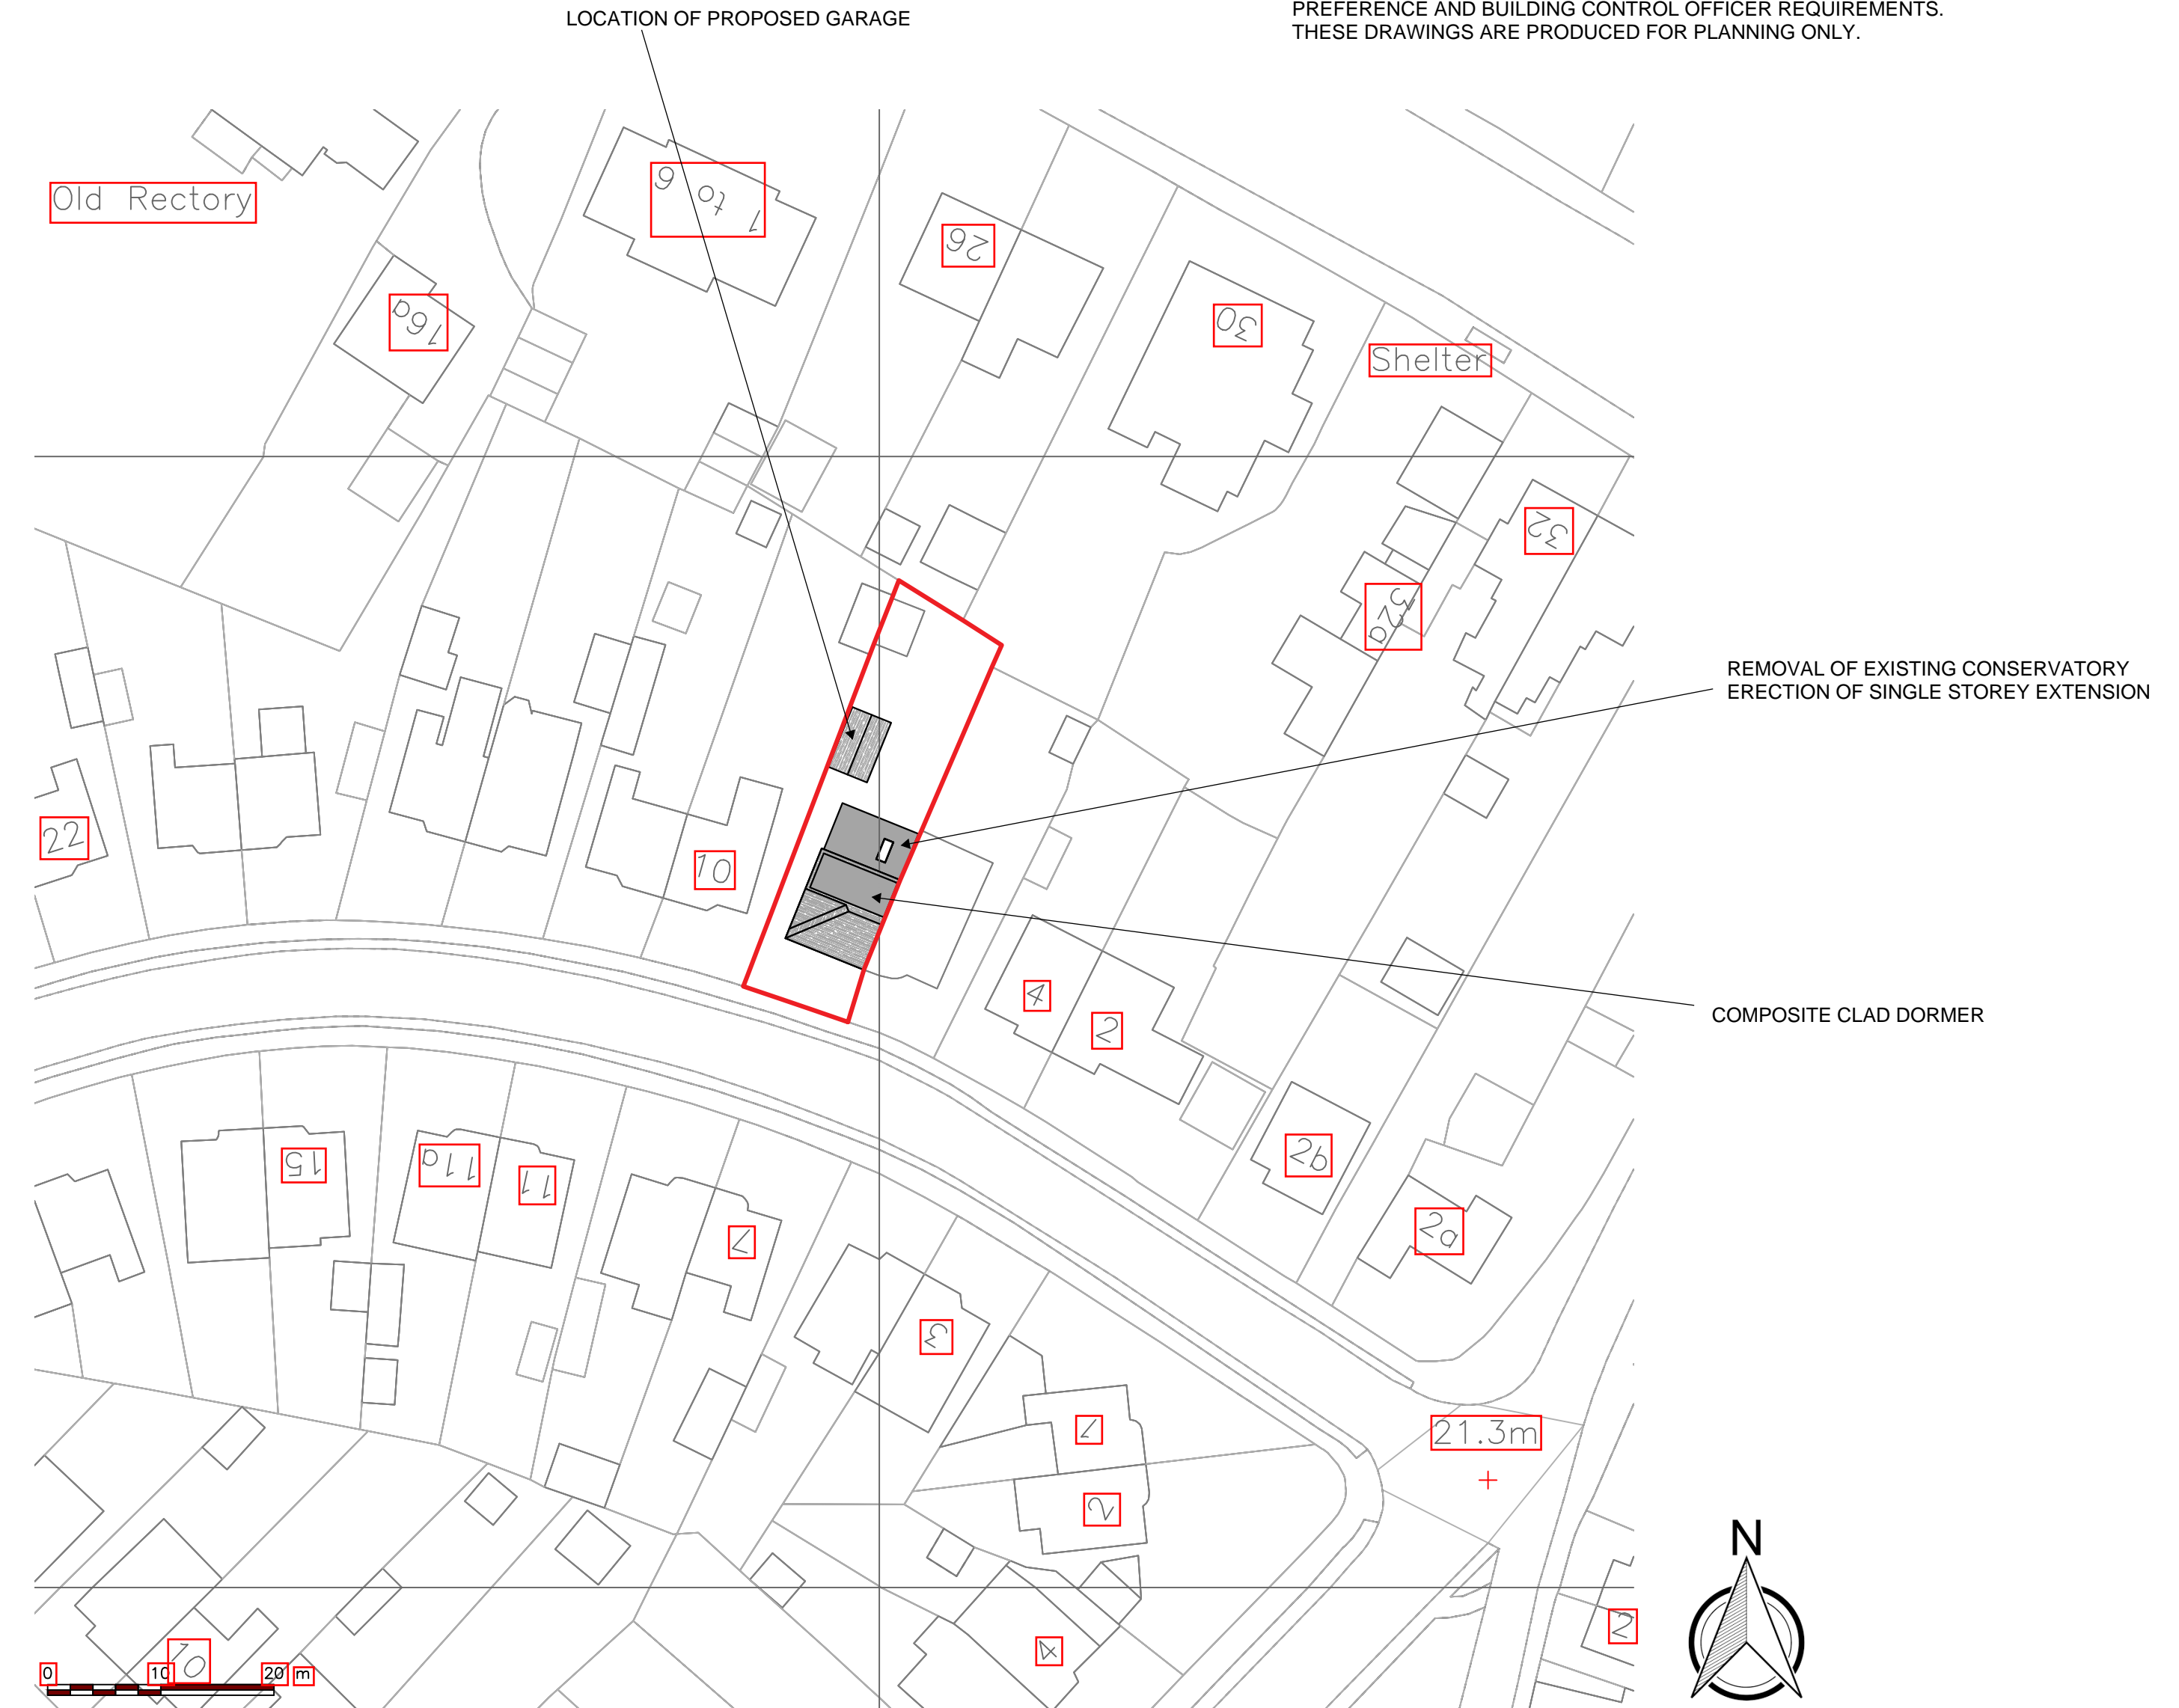 LOCATION OF PROPOSED GARAGE
PREFERENCE AND BUILDING CONTROL OFFICER REQUIREMENTS.
THESE DRAWINGS ARE PRODUCED FOR PLANNING ONLY.
Old Rectory
1 to 6
26
16a
30
Shelter
32
32a
REMOVAL OF EXISTING CONSERVATORY
ERECTION OF SINGLE STOREY EXTENSION
22
10
4
2
COMPOSITE CLAD DORMER
15
11a
11
7
2b
2a
3
1
21.3m
2
N
4
2
10
0 10 20 m